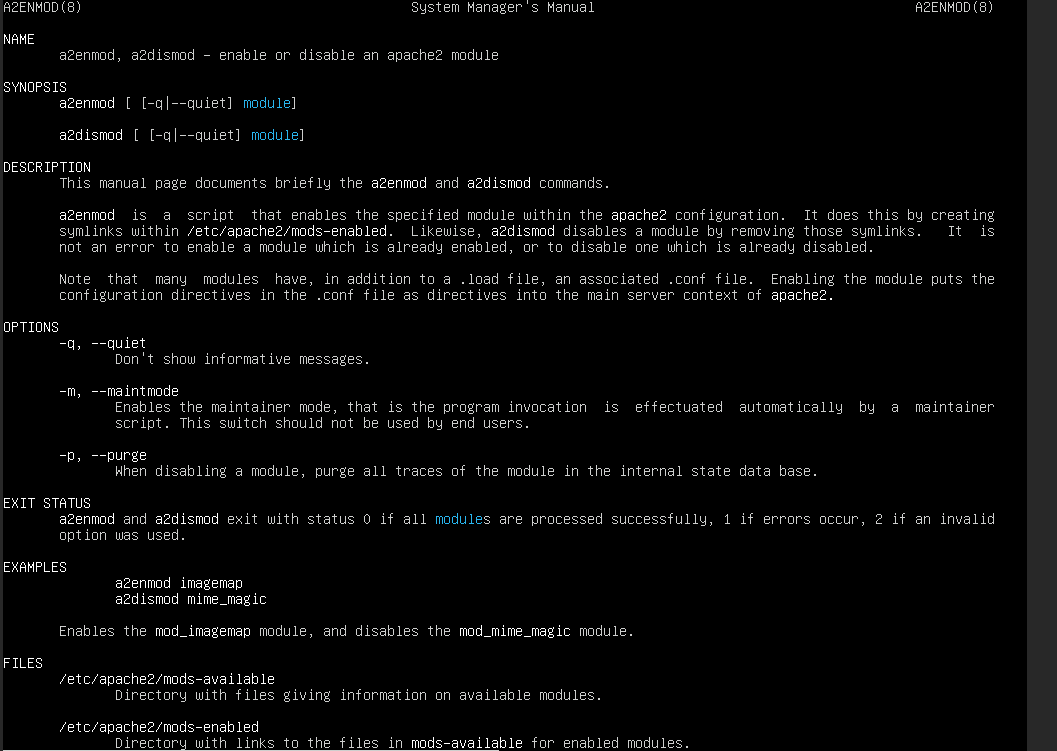 A2ENMOD(8) System Manager's Manual A2ENMOD(8)
NAME
a2enmod, a2dismod - enable or disable an apache2 module
SYNOPSIS
a2enmod [ [-q|--quiet] module]
a2dismod [ [-q|--quiet] module]
DESCRIPTION
This manual page documents briefly the a2enmod and a2dismod commands.
a2enmod is a script that enables the specified module within the apache2 configuration. It does this by creating
symlinks within /etc/apache2/mods-enabled. Likewise, a2dismod disables a module by removing those symlinks. It is
not an error to enable a module which is already enabled, or to disable one which is already disabled.
Note that many modules have, in addition to a .load file, an associated .conf file. Enabling the module puts the
configuration directives in the .conf file as directives into the main server context of apache2.
OPTIONS
-q, --quiet
Don't show informative messages.
-m, --maintmode
Enables the maintainer mode, that is the program invocation is effectuated automatically by a maintainer
script. This switch should not be used by end users.
-p, --purge
When disabling a module, purge all traces of the module in the internal state data base.
EXIT STATUS
a2enmod and a2dismod exit with status 0 if all modules are processed successfully, 1 if errors occur, 2 if an invalid
option was used.
EXAMPLES
a2enmod imagemap
a2dismod mime_magic
Enables the mod_imagemap module, and disables the mod_mime_magic module.
FILES
/etc/apache2/mods-available
Directory with files giving information on available modules.
/etc/apache2/mods-enabled
Directory with links to the files in mods-available for enabled modules.